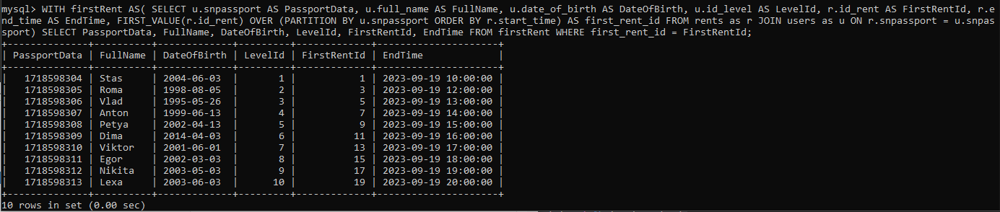 mysql> WITH firstRent AS( SELECT u.snpassport AS PassportData, u.full_name AS FullName, u.date_of_birth AS DateOfBirth, u.id_level AS LevelId, r.id_rent AS FirstRentId, r.e
nd_time AS EndTime, FIRST_VALUE(r.id_rent) OVER (PARTITION BY u.snpassport ORDER BY r.start_time) AS first_rent_id FROM rents as r JOIN users as u ON r.snpassport = u.snpas
sport) SELECT PassportData, FullName, DateOfBirth, LevelId, FirstRentId, EndTime FROM firstRent WHERE first_rent_id = FirstRentId;
+--------------+----------+-------------+---------+-------------+---------------------+
| PassportData | FullName | DateOfBirth | LevelId | FirstRentId | EndTime             |
+--------------+----------+-------------+---------+-------------+---------------------+
|   1718598304 | Stas     | 2004-06-03  |       1 |           1 | 2023-09-19 10:00:00 |
|   1718598305 | Roma     | 1998-08-05  |       2 |           3 | 2023-09-19 12:00:00 |
|   1718598306 | Vlad     | 1995-05-26  |       3 |           5 | 2023-09-19 13:00:00 |
|   1718598307 | Anton    | 1999-06-13  |       4 |           7 | 2023-09-19 14:00:00 |
|   1718598308 | Petya    | 2002-04-13  |       5 |           9 | 2023-09-19 15:00:00 |
|   1718598309 | Dima     | 2014-04-03  |       6 |          11 | 2023-09-19 16:00:00 |
|   1718598310 | Viktor   | 2001-06-01  |       7 |          13 | 2023-09-19 17:00:00 |
|   1718598311 | Egor     | 2002-03-03  |       8 |          15 | 2023-09-19 18:00:00 |
|   1718598312 | Nikita   | 2003-05-03  |       9 |          17 | 2023-09-19 19:00:00 |
|   1718598313 | Lexa     | 2003-06-03  |      10 |          19 | 2023-09-19 20:00:00 |
+--------------+----------+-------------+---------+-------------+---------------------+
10 rows in set (0.00 sec)